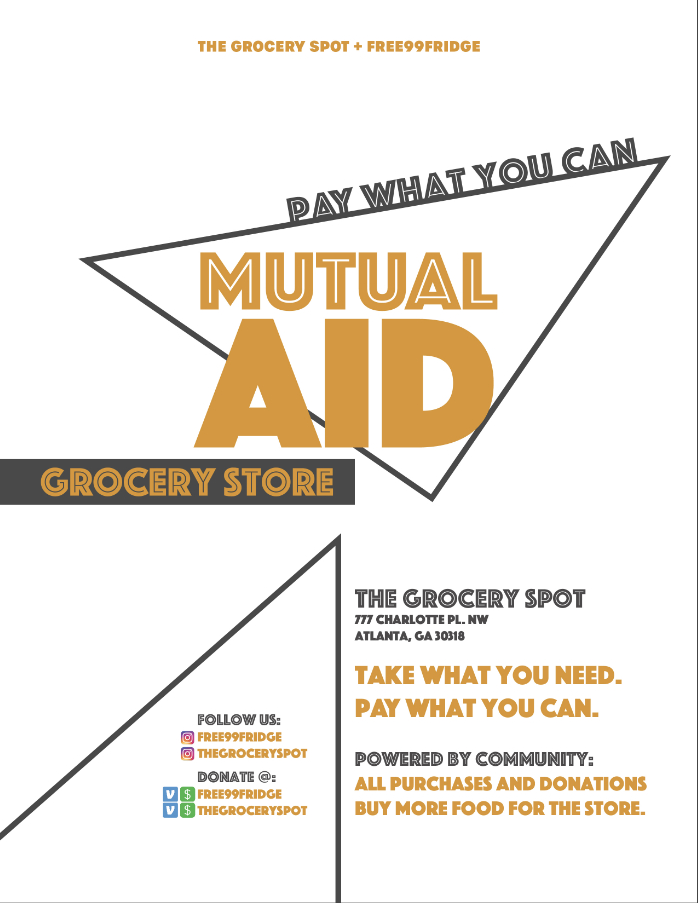 THE GROCERY SPOT + FREE99FRIDGE
PAY WHAT YOU CAN
MUTUAL
AID
GROCERY STORE
THE GROCERY SPOT
777 CHARLOTTE PL. NW
ATLANTA, GA 30318
TAKE WHAT YOU NEED.
PAY WHAT YOU CAN.
POWERED BY COMMUNITY:
ALL PURCHASES AND DONATIONS
BUY MORE FOOD FOR THE STORE.
FOLLOW US:
FREE99FRIDGE
THEGROCERYSPOT
DONATE @:
V $ FREE99FRIDGE
V $ THEGROCERYSPOT